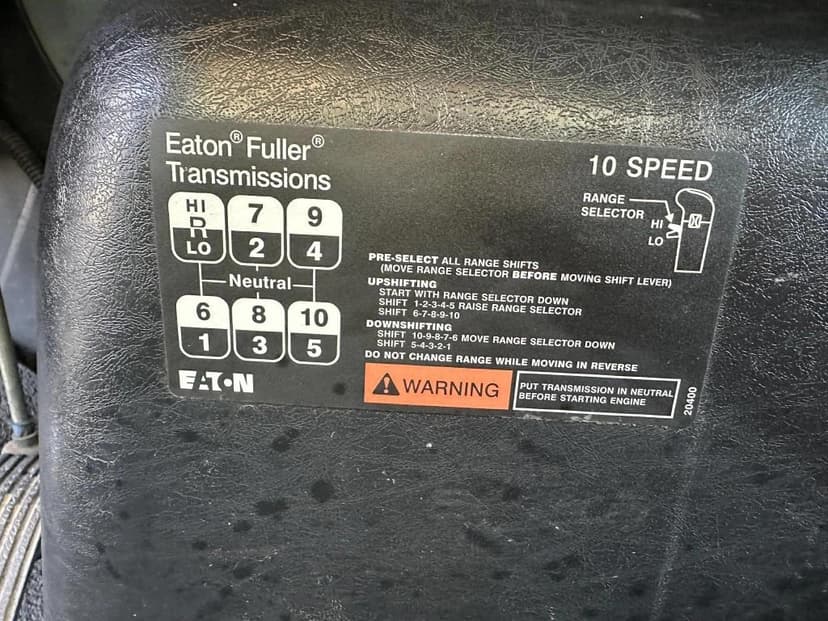 Eaton® Fuller®
Transmissions
10 SPEED
RANGE
SELECTOR
HI
LO
HI
R
LO
7
2
9
4
Neutral
6
1
8
3
10
5
PRE-SELECT ALL RANGE SHIFTS
(MOVE RANGE SELECTOR BEFORE MOVING SHIFT LEVER)
UPSHIFTING
START WITH RANGE SELECTOR DOWN
SHIFT 1-2-3-4-5 RAISE RANGE SELECTOR
SHIFT 6-7-8-9-10
DOWNSHIFTING
SHIFT 10-9-8-7-6 MOVE RANGE SELECTOR DOWN
SHIFT 5-4-3-2-1
DO NOT CHANGE RANGE WHILE MOVING IN REVERSE
EATON
WARNING
PUT TRANSMISSION IN NEUTRAL
BEFORE STARTING ENGINE
20400